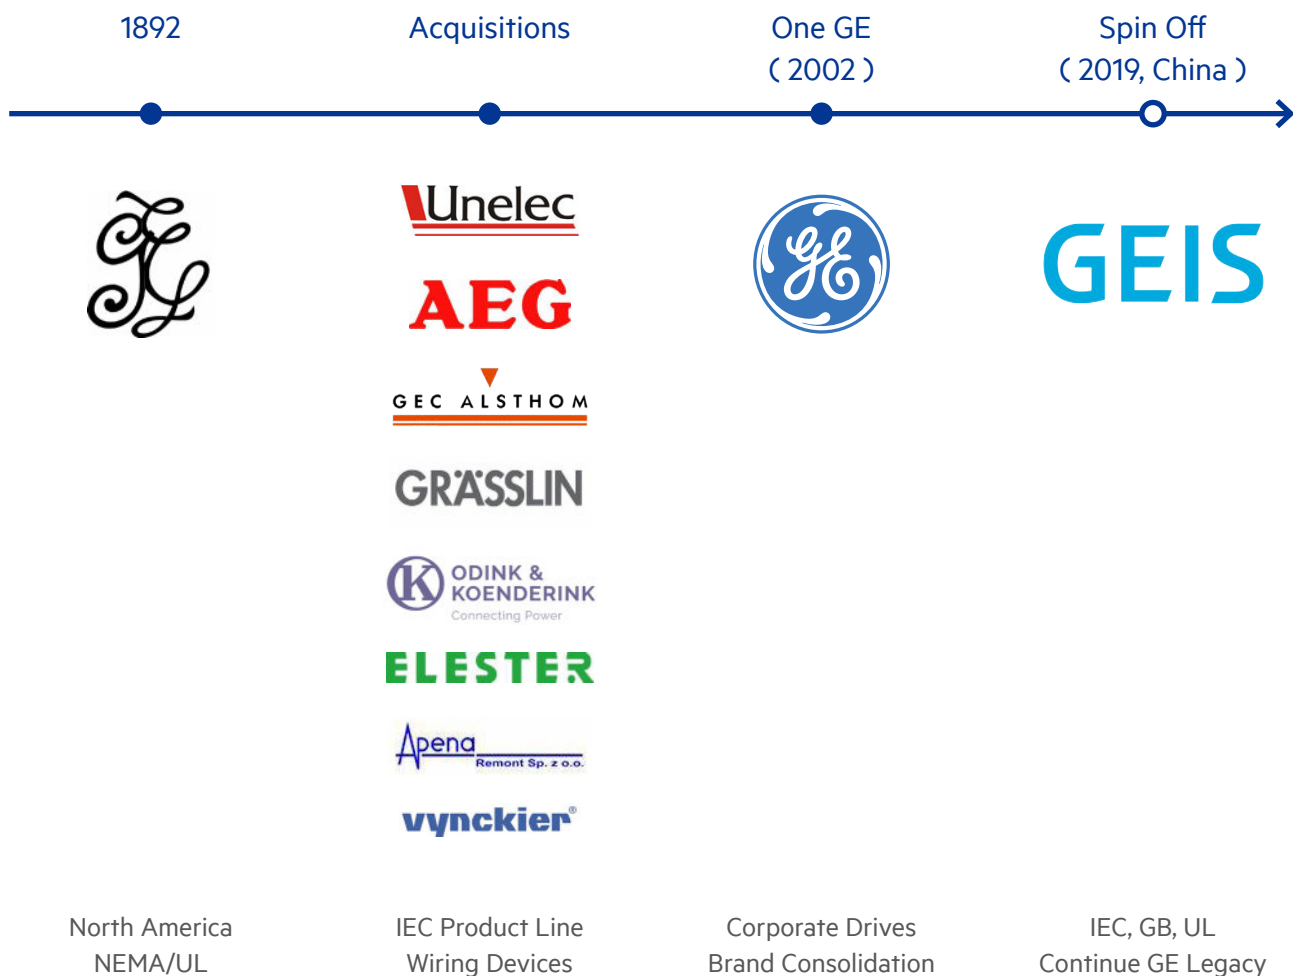 1892
Acquisitions
One GE
( 2002 )
Spin Off
( 2019, China )
GE
Unelec
AEG
GEC ALSTHOM
GRÄSSLIN
K
ODINK &
KOENDERINK
Connecting Power
ELESTER
Apena
Remont Sp. z o.o.
vynckier®
GE
GEIS
North America
NEMA/UL
IEC Product Line
Wiring Devices
Corporate Drives
Brand Consolidation
IEC, GB, UL
Continue GE Legacy